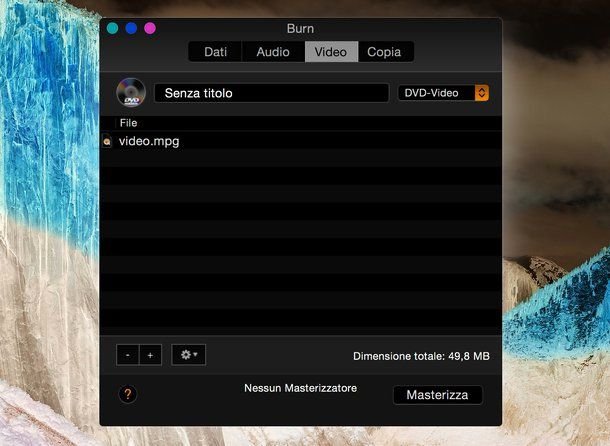 Burn
Dati Audio Video Copia
DVD
Senza titolo
DVD-Video
File
video.mpg
- +
Dimensione totale: 49,8 MB
?
Nessun Masterizzatore
Masterizza